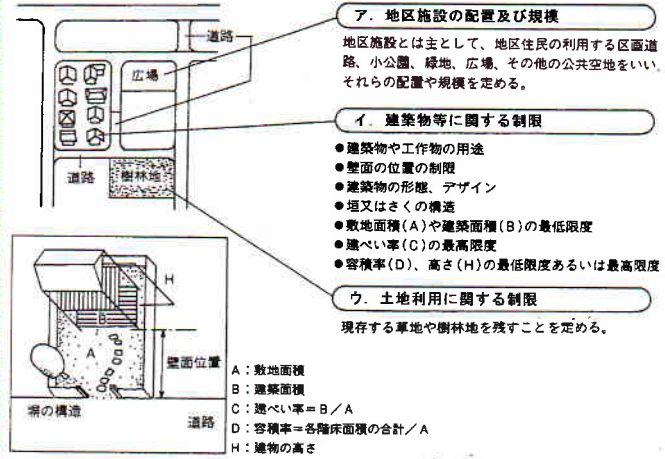 道路
広場
道路
樹林地
ア. 地区施設の配置及び規模
地区施設とは主として、地区住民の利用する区画道
路、小公園、緑地、広場、その他の公共空地をいい、
それらの配置や規模を定める。
イ. 建築物等に関する制限
●建築物や工作物の用途
●壁面の位置の制限
●建築物の形態、デザイン
●垣又はさくの構造
●敷地面積(A)や建築面積(B)の最低限度
●建ぺい率(C)の最高限度
●容積率(D)、高さ(H)の最低限度あるいは最高限度
ウ. 土地利用に関する制限
現存する草地や樹林地を残すことを定める。
H
B
A
壁面位置
塀の構造
道路
A:敷地面積
B:建築面積
C:建ぺい率=B/A
D:容積率=各階床面積の合計/A
H:建物の高さ